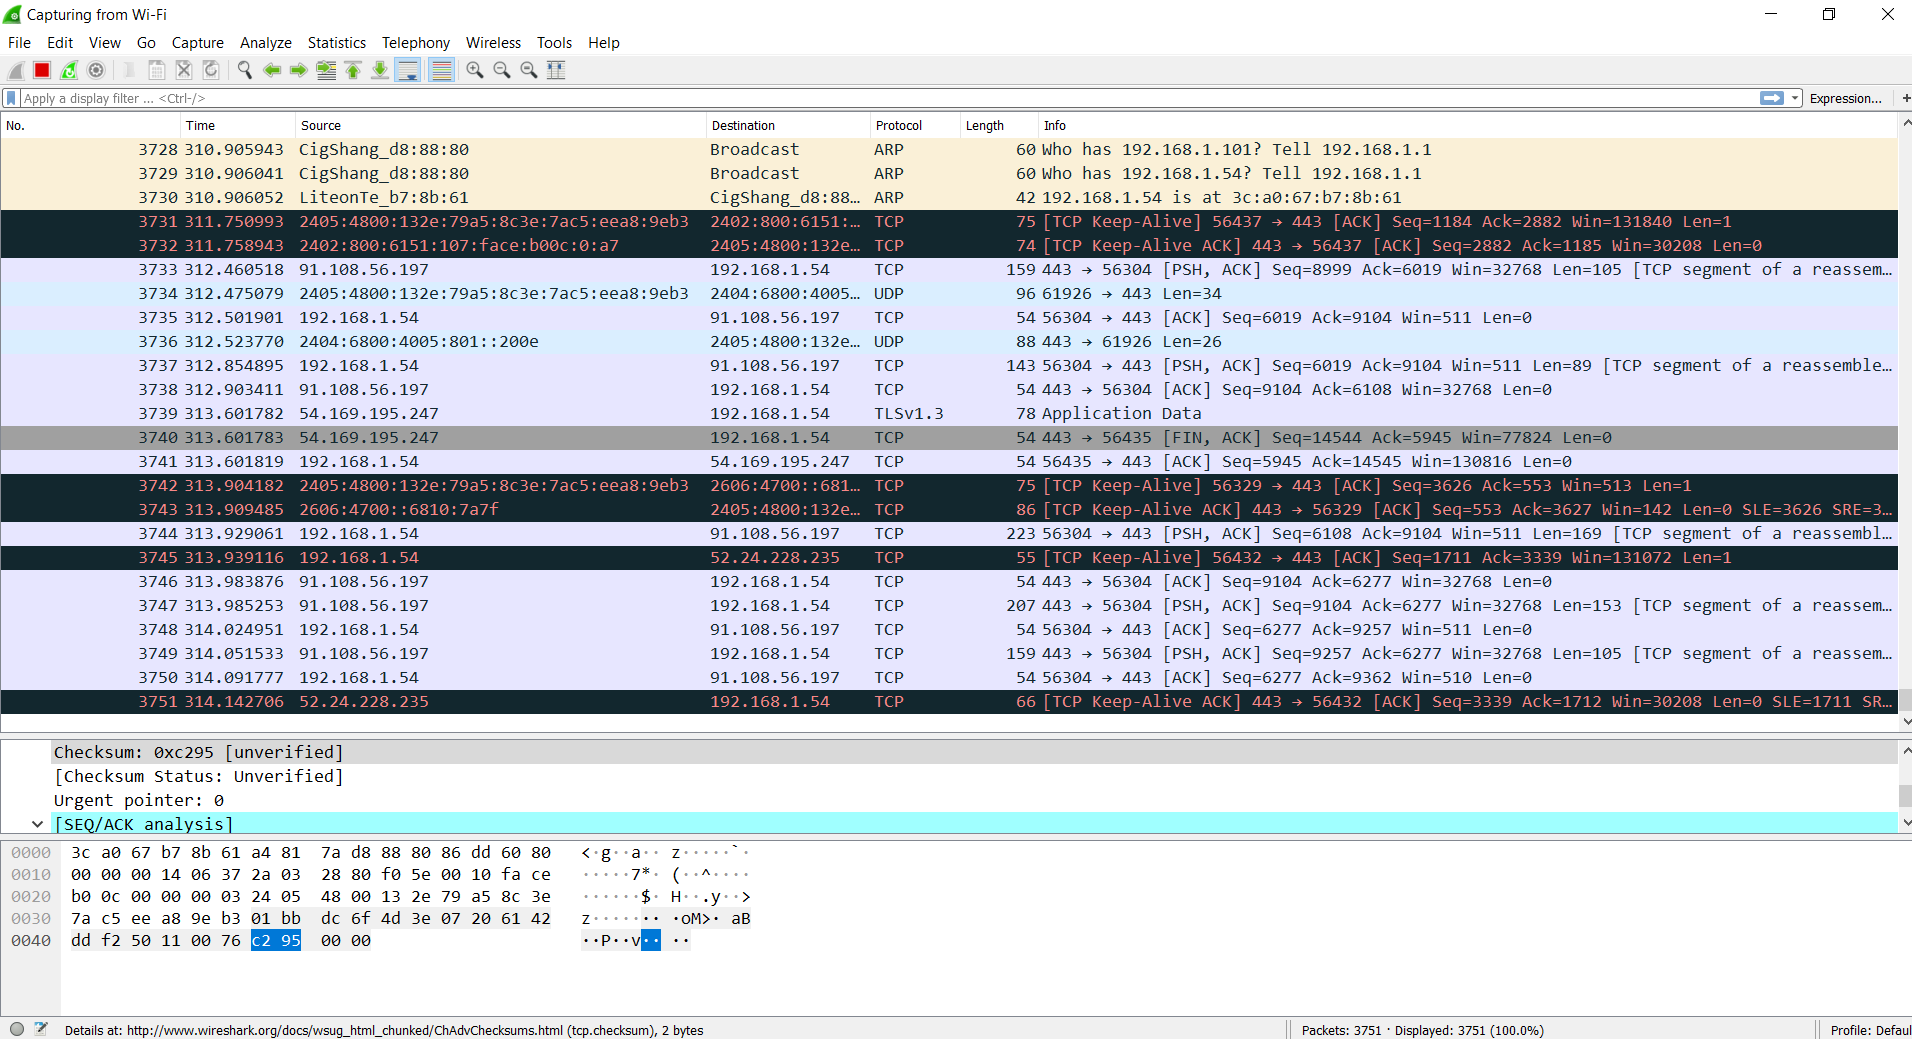 Capturing from Wi-Fi
File Edit View Go Capture Analyze Statistics Telephony Wireless Tools Help
Apply a display filter ... <Ctrl-/> Expression... +
No. Time Source Destination Protocol Length Info
3728 310.905943 CigShang_d8:88:80 Broadcast ARP 60 Who has 192.168.1.101? Tell 192.168.1.1
3729 310.906041 CigShang_d8:88:80 Broadcast ARP 60 Who has 192.168.1.54? Tell 192.168.1.1
3730 310.906052 LiteonTe_b7:8b:61 CigShang_d8:88... ARP 42 192.168.1.54 is at 3c:a0:67:b7:8b:61
3731 311.750993 2405:4800:132e:79a5:8c3e:7ac5:eea8:9eb3 2402:800:6151:... TCP 75 [TCP Keep-Alive] 56437 → 443 [ACK] Seq=1184 Ack=2882 Win=131840 Len=1
3732 311.758943 2402:800:6151:107:face:b00c:0:a7 2405:4800:132e... TCP 74 [TCP Keep-Alive ACK] 443 → 56437 [ACK] Seq=2882 Ack=1185 Win=30208 Len=0
3733 312.460518 91.108.56.197 192.168.1.54 TCP 159 443 → 56304 [PSH, ACK] Seq=8999 Ack=6019 Win=32768 Len=105 [TCP segment of a reassem...
3734 312.475079 2405:4800:132e:79a5:8c3e:7ac5:eea8:9eb3 2404:6800:4005... UDP 96 61926 → 443 Len=34
3735 312.501901 192.168.1.54 91.108.56.197 TCP 54 56304 → 443 [ACK] Seq=6019 Ack=9104 Win=511 Len=0
3736 312.523770 2404:6800:4005:801::200e 2405:4800:132e... UDP 88 443 → 61926 Len=26
3737 312.854895 192.168.1.54 91.108.56.197 TCP 143 56304 → 443 [PSH, ACK] Seq=6019 Ack=9104 Win=511 Len=89 [TCP segment of a reassemble...
3738 312.903411 91.108.56.197 192.168.1.54 TCP 54 443 → 56304 [ACK] Seq=9104 Ack=6108 Win=32768 Len=0
3739 313.601782 54.169.195.247 192.168.1.54 TLSv1.3 78 Application Data
3740 313.601783 54.169.195.247 192.168.1.54 TCP 54 443 → 56435 [FIN, ACK] Seq=14544 Ack=5945 Win=77824 Len=0
3741 313.601819 192.168.1.54 54.169.195.247 TCP 54 56435 → 443 [ACK] Seq=5945 Ack=14545 Win=130816 Len=0
3742 313.904182 2405:4800:132e:79a5:8c3e:7ac5:eea8:9eb3 2606:4700::681... TCP 75 [TCP Keep-Alive] 56329 → 443 [ACK] Seq=3626 Ack=553 Win=513 Len=1
3743 313.909485 2606:4700::6810:7a7f 2405:4800:132e... TCP 86 [TCP Keep-Alive ACK] 443 → 56329 [ACK] Seq=553 Ack=3627 Win=142 Len=0 SLE=3626 SRE=3...
3744 313.929061 192.168.1.54 91.108.56.197 TCP 223 56304 → 443 [PSH, ACK] Seq=6108 Ack=9104 Win=511 Len=169 [TCP segment of a reassembl...
3745 313.939116 192.168.1.54 52.24.228.235 TCP 55 [TCP Keep-Alive] 56432 → 443 [ACK] Seq=1711 Ack=3339 Win=131072 Len=1
3746 313.983876 91.108.56.197 192.168.1.54 TCP 54 443 → 56304 [ACK] Seq=9104 Ack=6277 Win=32768 Len=0
3747 313.985253 91.108.56.197 192.168.1.54 TCP 207 443 → 56304 [PSH, ACK] Seq=9104 Ack=6277 Win=32768 Len=153 [TCP segment of a reassem...
3748 314.024951 192.168.1.54 91.108.56.197 TCP 54 56304 → 443 [ACK] Seq=6277 Ack=9257 Win=511 Len=0
3749 314.051533 91.108.56.197 192.168.1.54 TCP 159 443 → 56304 [PSH, ACK] Seq=9257 Ack=6277 Win=32768 Len=105 [TCP segment of a reassem...
3750 314.091777 192.168.1.54 91.108.56.197 TCP 54 56304 → 443 [ACK] Seq=6277 Ack=9362 Win=510 Len=0
3751 314.142706 52.24.228.235 192.168.1.54 TCP 66 [TCP Keep-Alive ACK] 443 → 56432 [ACK] Seq=3339 Ack=1712 Win=30208 Len=0 SLE=1711 SR...
Checksum: 0xc295 [unverified]
[Checksum Status: Unverified]
Urgent pointer: 0
[SEQ/ACK analysis]
0000 3c a0 67 b7 8b 61 a4 81 7a d8 88 80 86 dd 60 80 <·g··a·· z·····`·
0010 00 00 00 14 06 37 2a 03 28 80 f0 5e 00 10 fa ce ·····7*· (··^····
0020 b0 0c 00 00 00 03 24 05 48 00 13 2e 79 a5 8c 3e ······$· H··.y··>
0030 7a c5 ee a8 9e b3 01 bb dc 6f 4d 3e 07 20 61 42 z······· ·oM>· aB
0040 dd f2 50 11 00 76 c2 95 00 00 ··P··v·· ··
Details at: http://www.wireshark.org/docs/wsug_html_chunked/ChAdvChecksums.html (tcp.checksum), 2 bytes Packets: 3751 · Displayed: 3751 (100.0%) Profile: Defaul